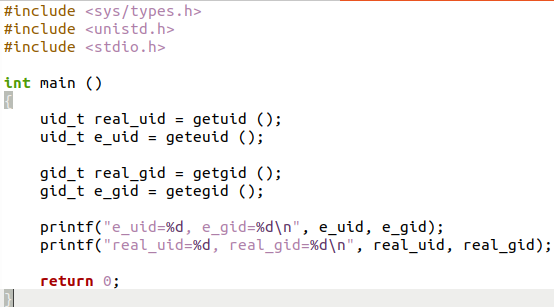 #include <sys/types.h>
#include <unistd.h>
#include <stdio.h>

int main ()
{
    uid_t real_uid = getuid ();
    uid_t e_uid = geteuid ();

    gid_t real_gid = getgid ();
    gid_t e_gid = getegid ();

    printf("e_uid=%d, e_gid=%d\n", e_uid, e_gid);
    printf("real_uid=%d, real_gid=%d\n", real_uid, real_gid);

    return 0;
}